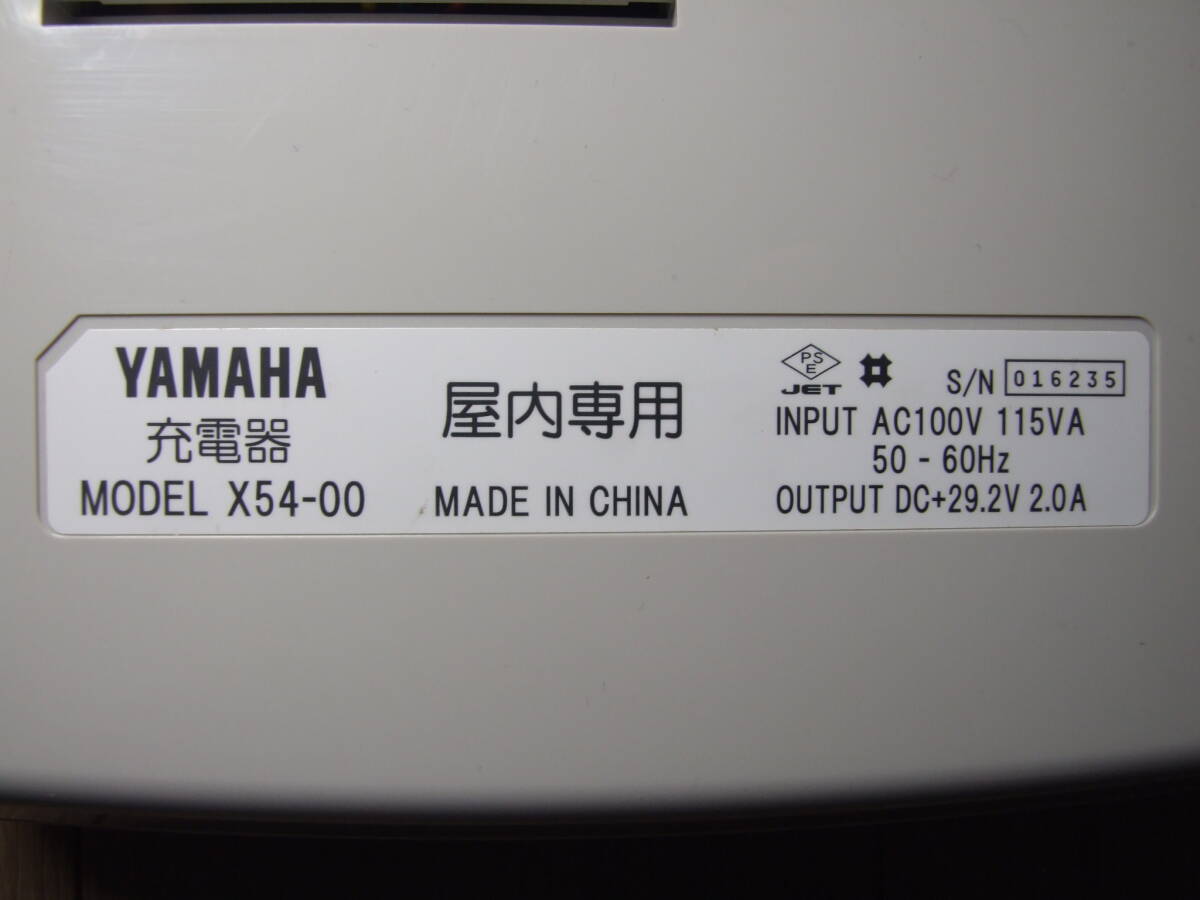 YAMAHA
充電器
MODEL X54-00
屋内専用
MADE IN CHINA
PSE
JET
S/N 016235
INPUT AC100V 115VA
50 - 60Hz
OUTPUT DC+29.2V 2.0A